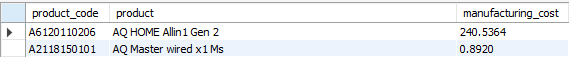 product_code product manufacturing_cost
A6120110206 AQ HOME Allin1 Gen 2 240.5364
A2118150101 AQ Master wired x1 Ms 0.8920